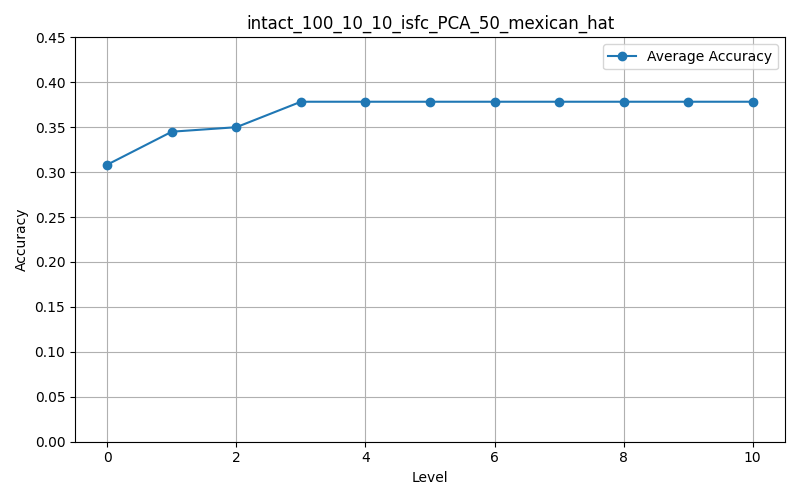 intact_100_10_10_isfc_PCA_50_mexican_hat
Average Accuracy
0.45
0.40
0.35
0.30
0.25
0.20
0.15
0.10
0.05
0.00
Accuracy
0 2 4 6 8 10
Level